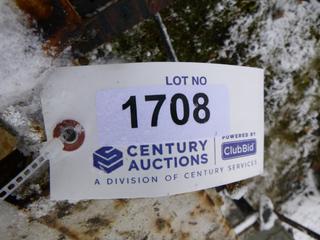 LOT NO
1708
CENTURY
AUCTIONS
POWERED BY
ClubBid
A DIVISION OF CENTURY SERVICES